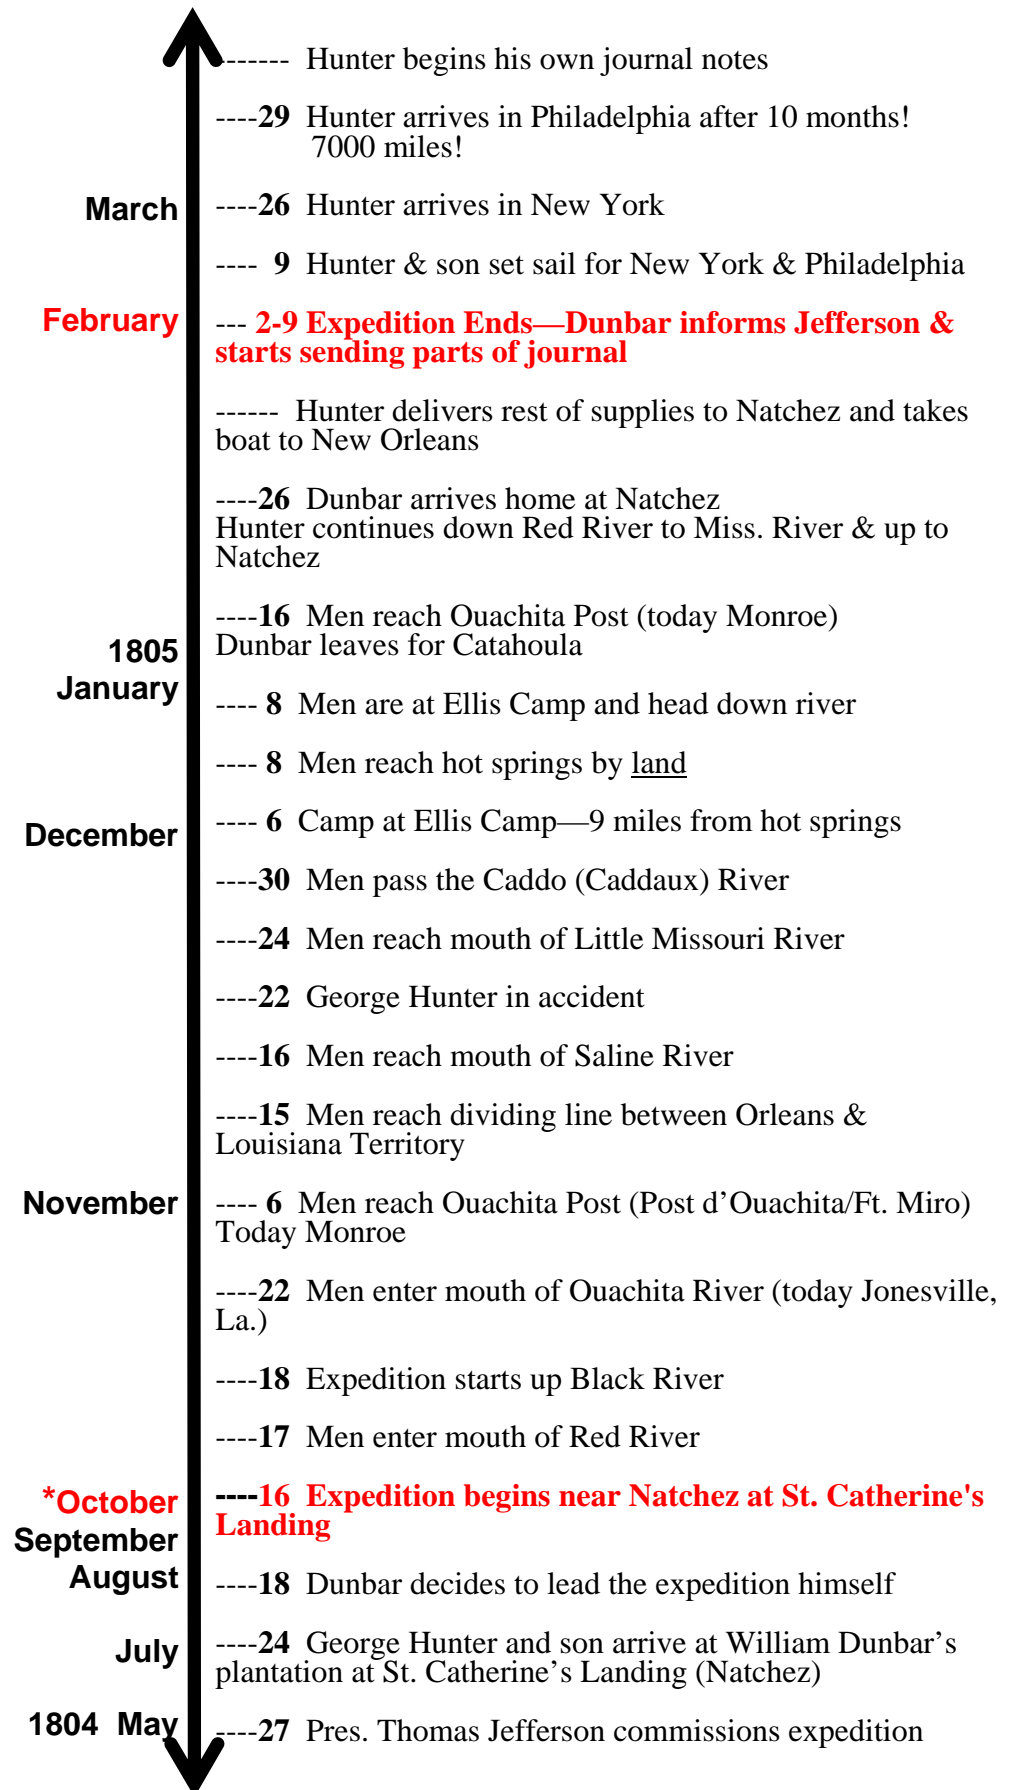 ------- Hunter begins his own journal notes
----29 Hunter arrives in Philadelphia after 10 months!
7000 miles!
March
----26 Hunter arrives in New York
---- 9 Hunter & son set sail for New York & Philadelphia
February
--- 2-9 Expedition Ends—Dunbar informs Jefferson &
starts sending parts of journal
------ Hunter delivers rest of supplies to Natchez and takes
boat to New Orleans
----26 Dunbar arrives home at Natchez
Hunter continues down Red River to Miss. River & up to
Natchez
----16 Men reach Ouachita Post (today Monroe)
Dunbar leaves for Catahoula
1805
January
---- 8 Men are at Ellis Camp and head down river
---- 8 Men reach hot springs by land
December
---- 6 Camp at Ellis Camp—9 miles from hot springs
----30 Men pass the Caddo (Caddaux) River
----24 Men reach mouth of Little Missouri River
----22 George Hunter in accident
----16 Men reach mouth of Saline River
----15 Men reach dividing line between Orleans &
Louisiana Territory
November
---- 6 Men reach Ouachita Post (Post d’Ouachita/Ft. Miro)
Today Monroe
----22 Men enter mouth of Ouachita River (today Jonesville,
La.)
----18 Expedition starts up Black River
----17 Men enter mouth of Red River
*October
----16 Expedition begins near Natchez at St. Catherine's
Landing
September
August
----18 Dunbar decides to lead the expedition himself
July
----24 George Hunter and son arrive at William Dunbar’s
plantation at St. Catherine’s Landing (Natchez)
1804 May
----27 Pres. Thomas Jefferson commissions expedition